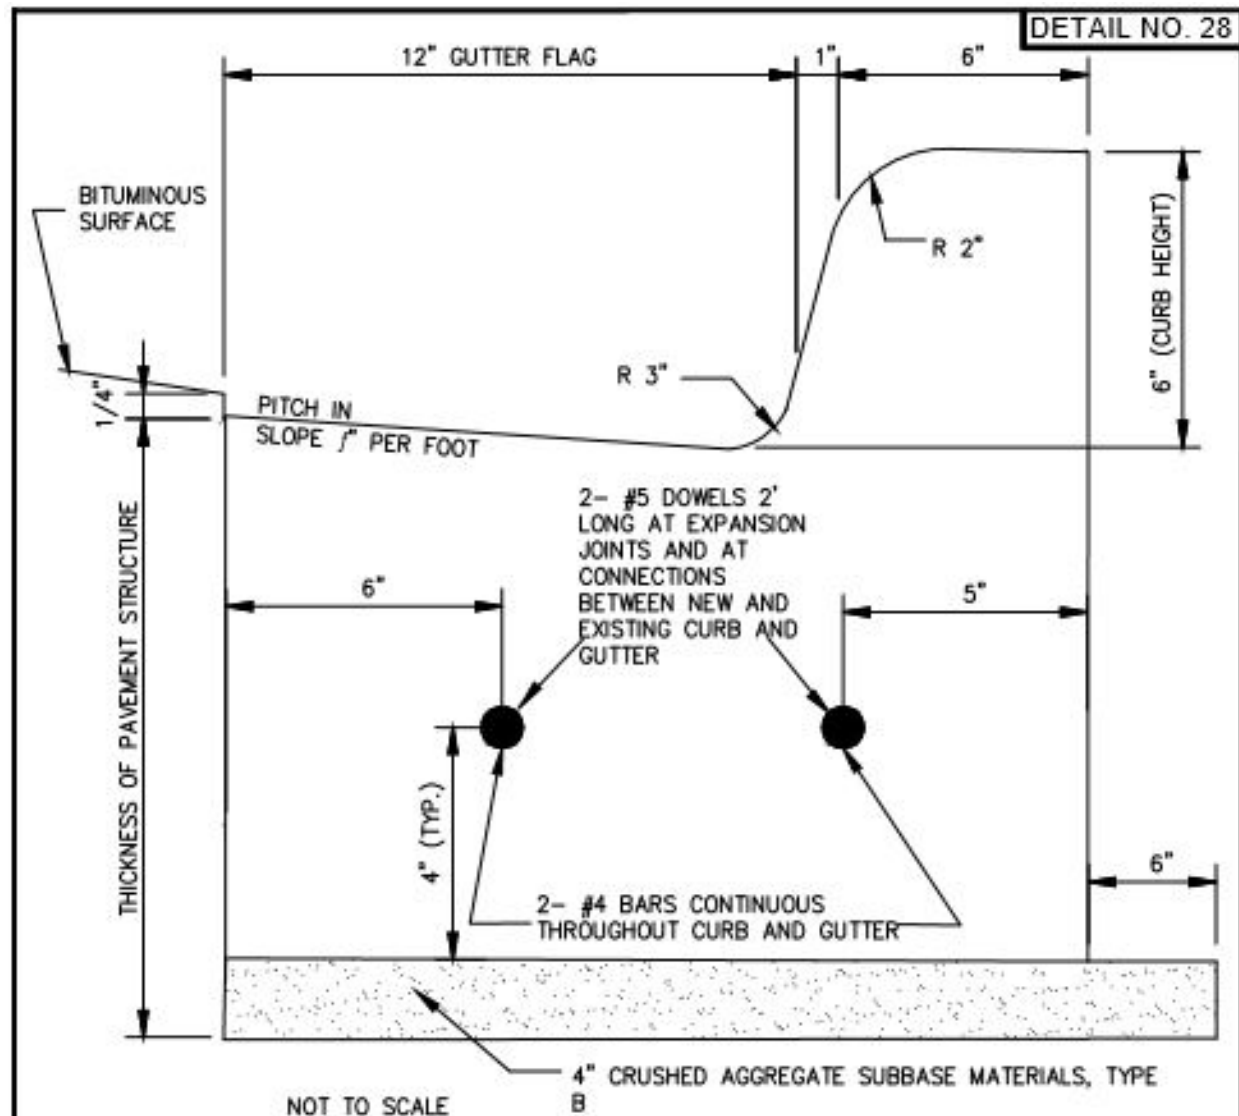 DETAIL NO. 28
12" GUTTER FLAG
1"
6"
BITUMINOUS
SURFACE
R 2"
6" (CURB HEIGHT)
R 3"
1/4"
PITCH IN
SLOPE ∫" PER FOOT
THICKNESS OF PAVEMENT STRUCTURE
2- #5 DOWELS 2'
LONG AT EXPANSION
JOINTS AND AT
CONNECTIONS
BETWEEN NEW AND
EXISTING CURB AND
GUTTER
6"
5"
4" (TYP.)
6"
2- #4 BARS CONTINUOUS
THROUGHOUT CURB AND GUTTER
4" CRUSHED AGGREGATE SUBBASE MATERIALS, TYPE
B
NOT TO SCALE